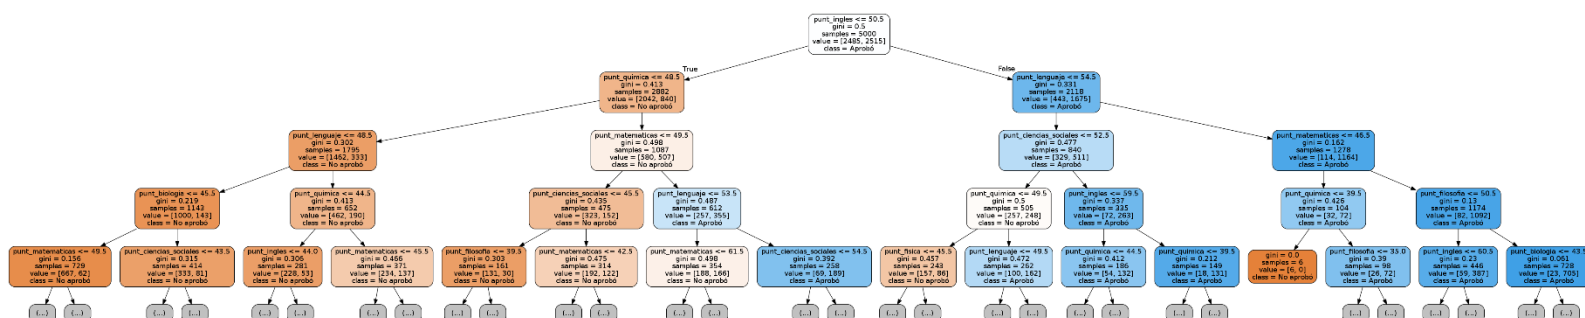 punt_ingles <= 50.5
gini = 0.5
samples = 5000
value = [2485, 2515]
class = Aprobó
True
False
punt_quimica <= 48.5
gini = 0.413
samples = 2882
value = [2042, 840]
class = No aprobó
punt_lenguaje <= 54.5
gini = 0.331
samples = 2118
value = [443, 1675]
class = Aprobó
punt_lenguaje <= 48.5
gini = 0.302
samples = 1795
value = [1462, 333]
class = No aprobó
punt_matematicas <= 49.5
gini = 0.498
samples = 1087
value = [580, 507]
class = No aprobó
punt_ciencias_sociales <= 52.5
gini = 0.477
samples = 840
value = [329, 511]
class = Aprobó
punt_matematicas <= 46.5
gini = 0.162
samples = 1278
value = [114, 1164]
class = Aprobó
punt_biologia <= 45.5
gini = 0.219
samples = 1143
value = [1000, 143]
class = No aprobó
punt_quimica <= 44.5
gini = 0.413
samples = 652
value = [462, 190]
class = No aprobó
punt_ciencias_sociales <= 45.5
gini = 0.435
samples = 475
value = [323, 152]
class = No aprobó
punt_lenguaje <= 53.5
gini = 0.487
samples = 612
value = [257, 355]
class = Aprobó
punt_quimica <= 49.5
gini = 0.5
samples = 505
value = [257, 248]
class = No aprobó
punt_ingles <= 59.5
gini = 0.337
samples = 335
value = [72, 263]
class = Aprobó
punt_quimica <= 39.5
gini = 0.426
samples = 104
value = [32, 72]
class = Aprobó
punt_filosofia <= 50.5
gini = 0.13
samples = 1174
value = [82, 1092]
class = Aprobó
punt_matematicas <= 49.5
gini = 0.156
samples = 729
value = [667, 62]
class = No aprobó
punt_ciencias_sociales <= 43.5
gini = 0.315
samples = 414
value = [333, 81]
class = No aprobó
punt_ingles <= 44.0
gini = 0.306
samples = 281
value = [228, 53]
class = No aprobó
punt_matematicas <= 45.5
gini = 0.466
samples = 371
value = [234, 137]
class = No aprobó
punt_filosofia <= 39.5
gini = 0.303
samples = 161
value = [131, 30]
class = No aprobó
punt_matematicas <= 42.5
gini = 0.475
samples = 314
value = [192, 122]
class = No aprobó
punt_matematicas <= 61.5
gini = 0.498
samples = 354
value = [188, 166]
class = No aprobó
punt_ciencias_sociales <= 54.5
gini = 0.392
samples = 258
value = [69, 189]
class = Aprobó
punt_fisica <= 45.5
gini = 0.457
samples = 243
value = [157, 86]
class = No aprobó
punt_lenguaje <= 49.5
gini = 0.472
samples = 262
value = [100, 162]
class = Aprobó
punt_quimica <= 44.5
gini = 0.412
samples = 186
value = [54, 132]
class = Aprobó
punt_quimica <= 39.5
gini = 0.212
samples = 149
value = [18, 131]
class = Aprobó
gini = 0.0
samples = 6
value = [6, 0]
class = No aprobó
punt_filosofia <= 35.0
gini = 0.39
samples = 98
value = [26, 72]
class = Aprobó
punt_ingles <= 60.5
gini = 0.23
samples = 446
value = [59, 387]
class = Aprobó
punt_biologia <= 43.5
gini = 0.061
samples = 728
value = [23, 705]
class = Aprobó
(...) (...) (...) (...) (...) (...) (...) (...) (...) (...) (...) (...) (...) (...) (...) (...) (...) (...) (...) (...) (...) (...) (...) (...) (...) (...) (...) (...) (...) (...)